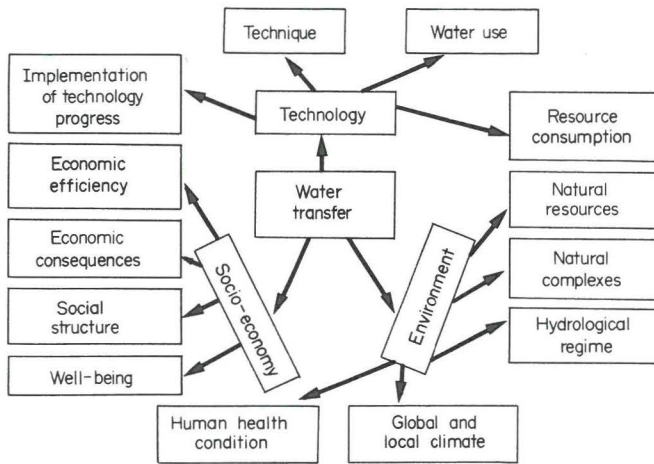 Technique
Water use
Implementation
of technology
progress
Technology
Resource
consumption
Economic
efficiency
Water
transfer
Natural
resources
Economic
consequences
Socio-economy
Environment
Natural
complexes
Social
structure
Hydrological
regime
Well-being
Human health
condition
Global and
local climate